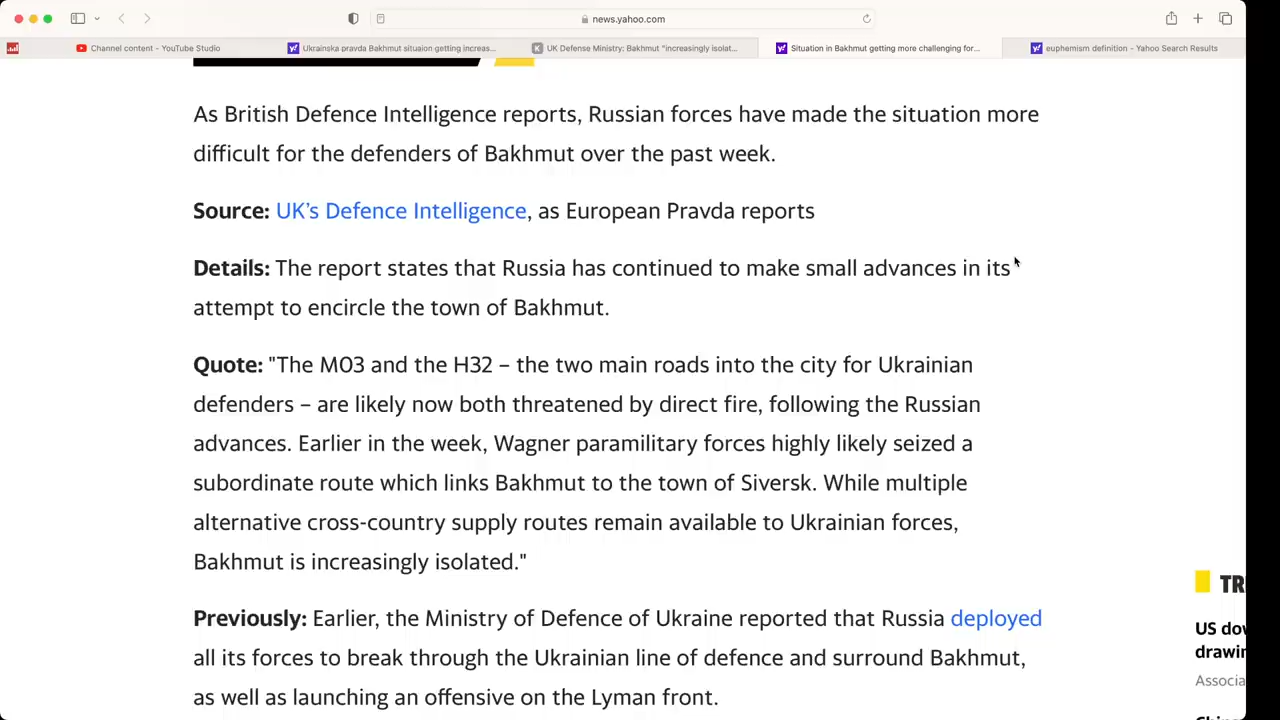 news.yahoo.com
Channel content - YouTube Studio
Ukrainska pravda Bakhmut situaion getting increas...
UK Defense Ministry: Bakhmut "increasingly isolat...
Situation in Bakhmut getting more challenging for...
euphemism definition - Yahoo Search Results
As British Defence Intelligence reports, Russian forces have made the situation more
difficult for the defenders of Bakhmut over the past week.
Source: UK's Defence Intelligence, as European Pravda reports
Details: The report states that Russia has continued to make small advances in its
attempt to encircle the town of Bakhmut.
Quote: "The M03 and the H32 – the two main roads into the city for Ukrainian
defenders – are likely now both threatened by direct fire, following the Russian
advances. Earlier in the week, Wagner paramilitary forces highly likely seized a
subordinate route which links Bakhmut to the town of Siversk. While multiple
alternative cross-country supply routes remain available to Ukrainian forces,
Bakhmut is increasingly isolated."
Previously: Earlier, the Ministry of Defence of Ukraine reported that Russia deployed
all its forces to break through the Ukrainian line of defence and surround Bakhmut,
as well as launching an offensive on the Lyman front.
TR
US dow
drawin
Associa